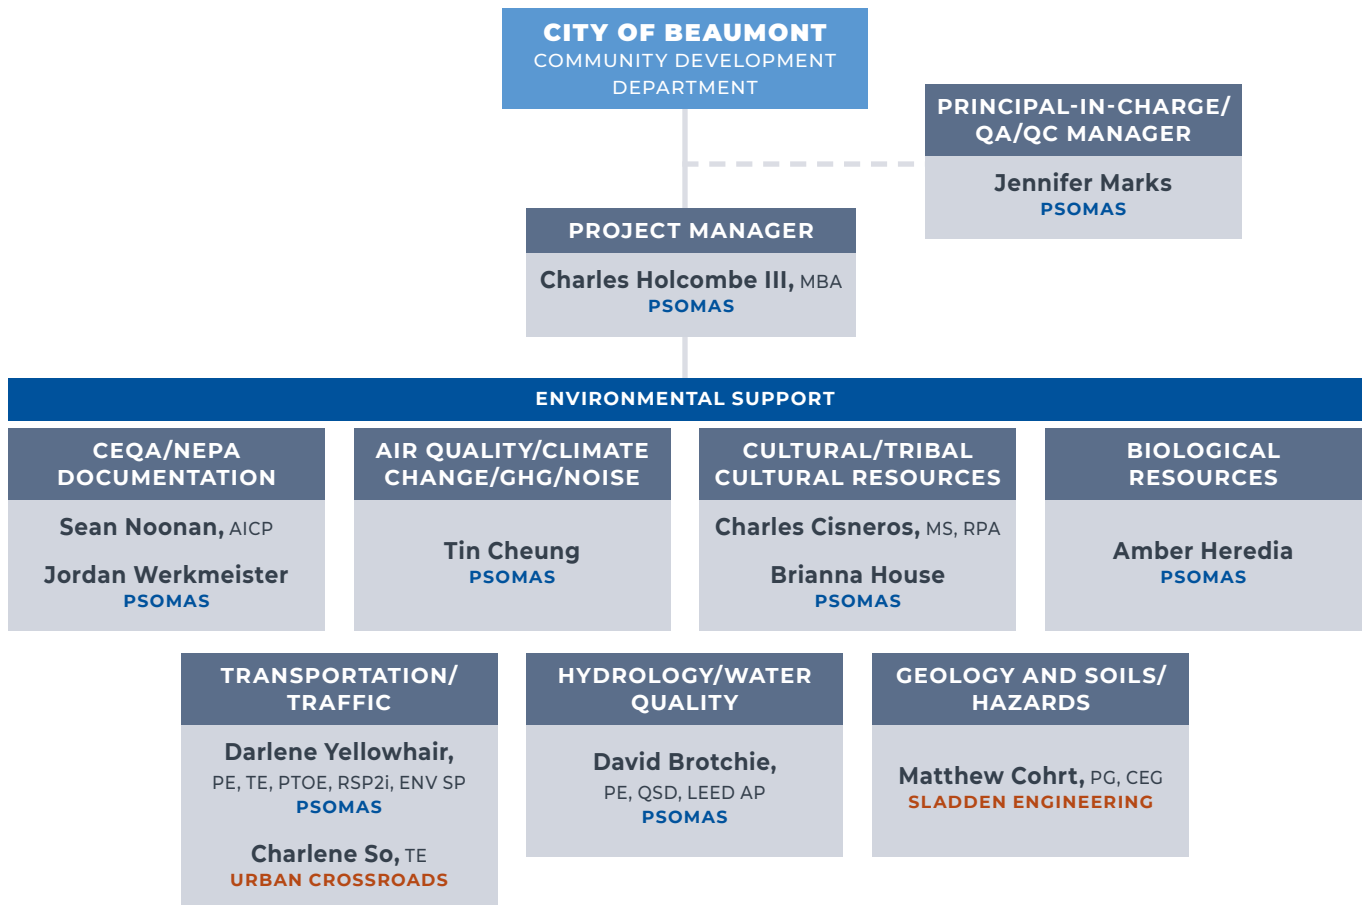 CITY OF BEAUMONT
COMMUNITY DEVELOPMENT
DEPARTMENT
PRINCIPAL-IN-CHARGE/
QA/QC MANAGER
Jennifer Marks
PSOMAS
PROJECT MANAGER
Charles Holcombe III, MBA
PSOMAS
ENVIRONMENTAL SUPPORT
CEQA/NEPA
DOCUMENTATION
Sean Noonan, AICP
Jordan Werkmeister
PSOMAS
AIR QUALITY/CLIMATE
CHANGE/GHG/NOISE
Tin Cheung
PSOMAS
CULTURAL/TRIBAL
CULTURAL RESOURCES
Charles Cisneros, MS, RPA
Brianna House
PSOMAS
BIOLOGICAL
RESOURCES
Amber Heredia
PSOMAS
TRANSPORTATION/
TRAFFIC
Darlene Yellowhair,
PE, TE, PTOE, RSP2i, ENV SP
PSOMAS
Charlene So, TE
URBAN CROSSROADS
HYDROLOGY/WATER
QUALITY
David Brotchie,
PE, QSD, LEED AP
PSOMAS
GEOLOGY AND SOILS/
HAZARDS
Matthew Cohrt, PG, CEG
SLADDEN ENGINEERING